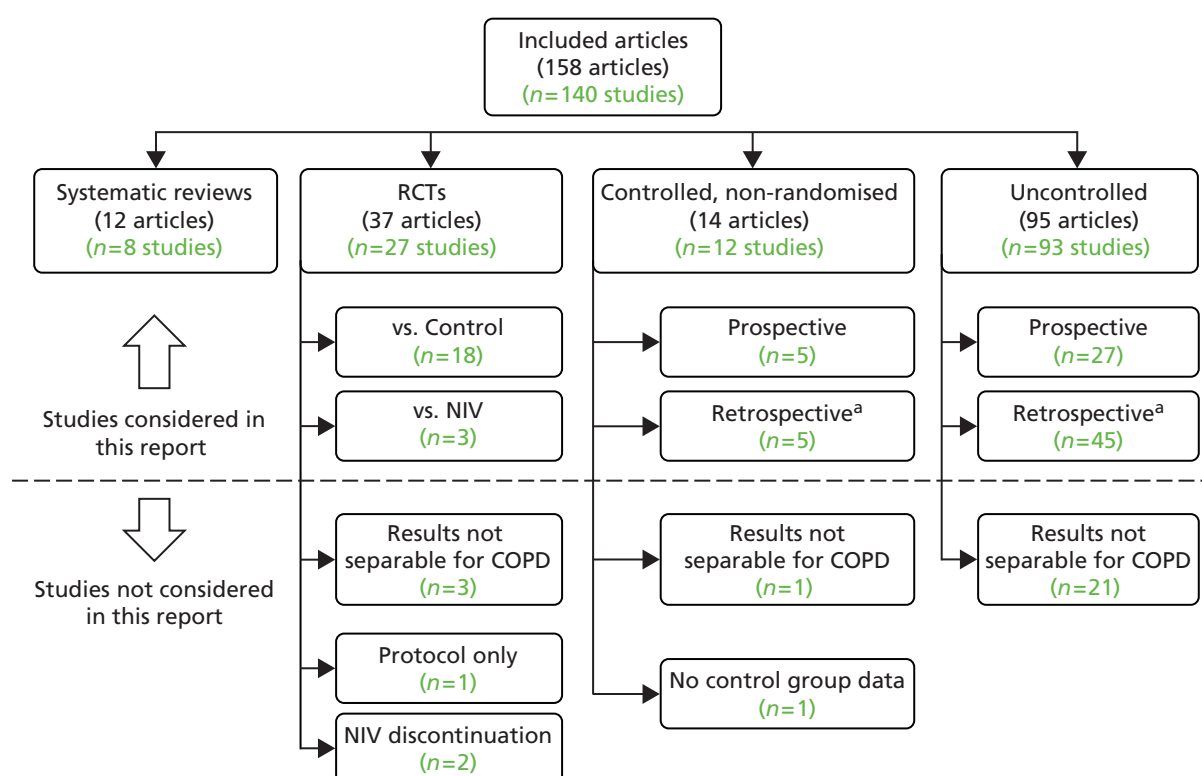 Included articles
(158 articles)
(n=140 studies)
Systematic reviews
(12 articles)
(n=8 studies)
RCTs
(37 articles)
(n=27 studies)
Controlled, non-randomised
(14 articles)
(n=12 studies)
Uncontrolled
(95 articles)
(n=93 studies)
vs. Control
(n=18)
Prospective
(n=5)
Prospective
(n=27)
Studies considered in
this report
vs. NIV
(n=3)
Retrospectiveᵃ
(n=5)
Retrospectiveᵃ
(n=45)
Studies not considered
in this report
Results not
separable for COPD
(n=3)
Results not
separable for COPD
(n=1)
Results not
separable for COPD
(n=21)
Protocol only
(n=1)
No control group data
(n=1)
NIV discontinuation
(n=2)